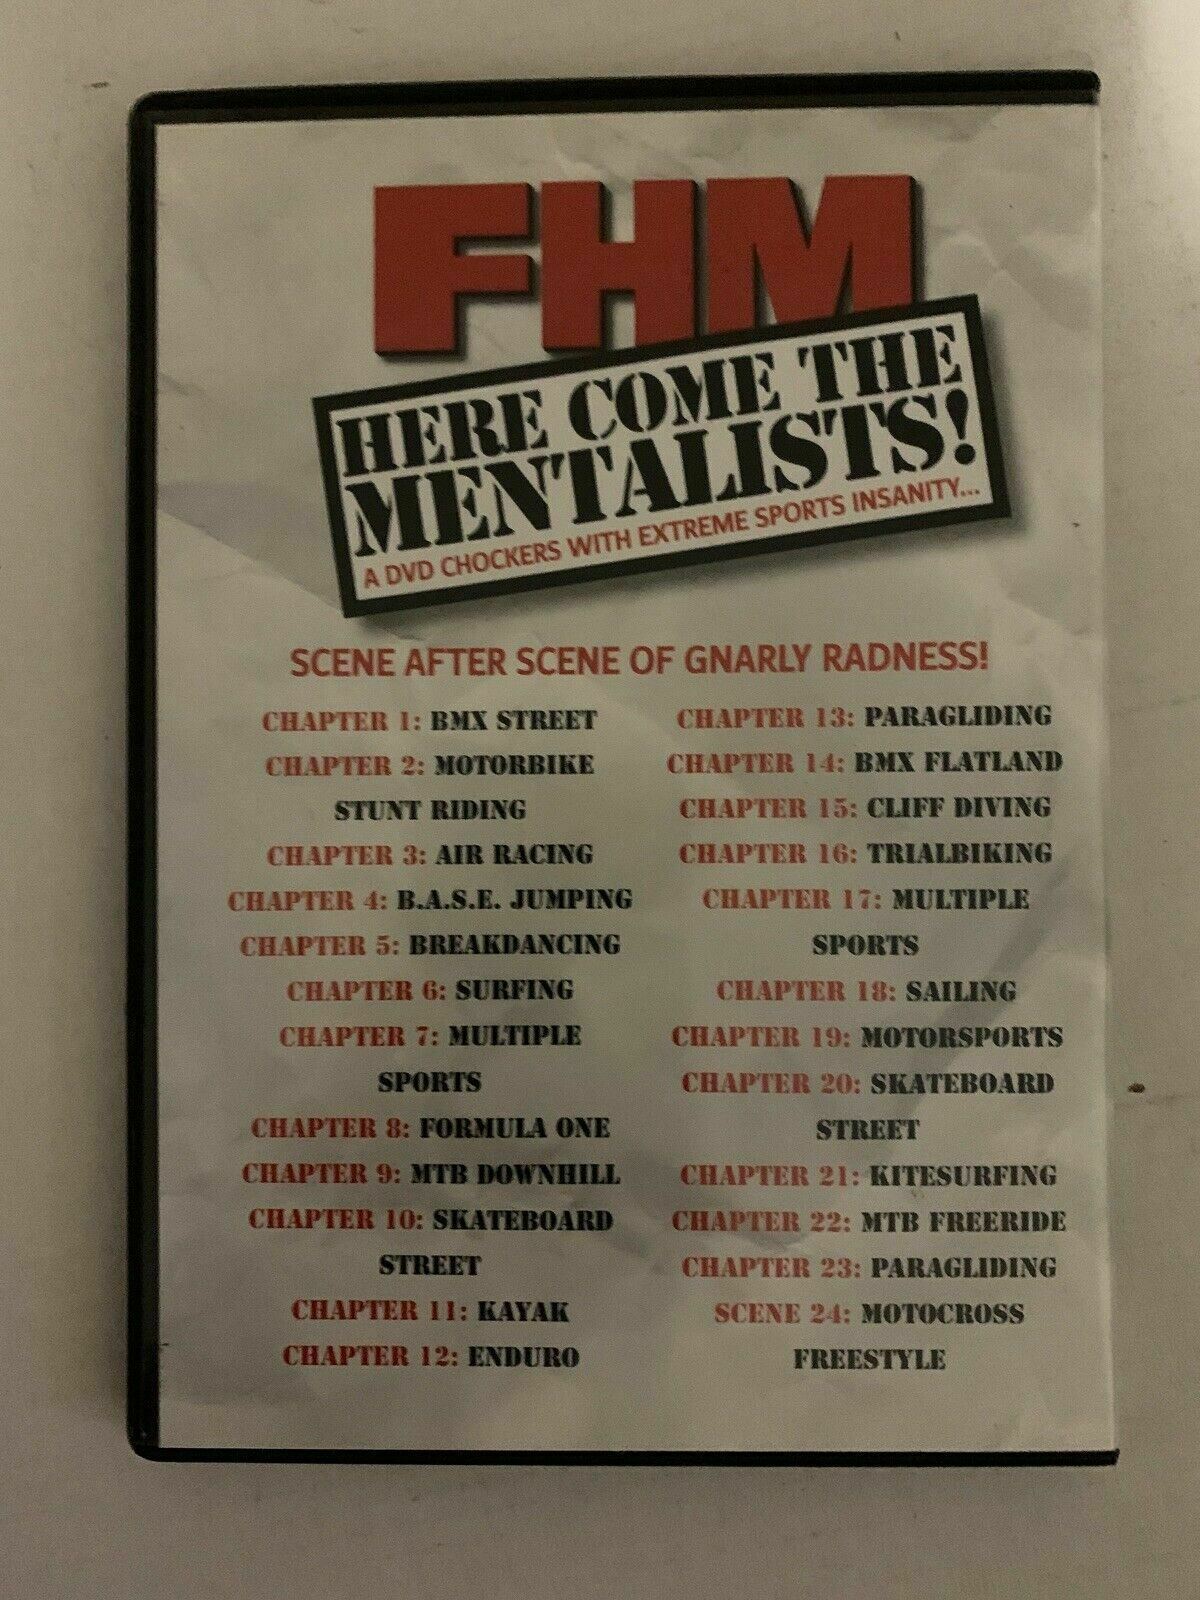 FHM
HERE COME THE
MENTALISTS!
A DVD CHOCKERS WITH EXTREME SPORTS INSANITY...
SCENE AFTER SCENE OF GNARLY RADNESS!
CHAPTER 1: BMX STREET
CHAPTER 2: MOTORBIKE
STUNT RIDING
CHAPTER 3: AIR RACING
CHAPTER 4: B.A.S.E. JUMPING
CHAPTER 5: BREAKDANCING
CHAPTER 6: SURFING
CHAPTER 7: MULTIPLE
SPORTS
CHAPTER 8: FORMULA ONE
CHAPTER 9: MTB DOWNHILL
CHAPTER 10: SKATEBOARD
STREET
CHAPTER 11: KAYAK
CHAPTER 12: ENDURO
CHAPTER 13: PARAGLIDING
CHAPTER 14: BMX FLATLAND
CHAPTER 15: CLIFF DIVING
CHAPTER 16: TRIALBIKING
CHAPTER 17: MULTIPLE
SPORTS
CHAPTER 18: SAILING
CHAPTER 19: MOTORSPORTS
CHAPTER 20: SKATEBOARD
STREET
CHAPTER 21: KITESURFING
CHAPTER 22: MTB FREERIDE
CHAPTER 23: PARAGLIDING
SCENE 24: MOTOCROSS
FREESTYLE